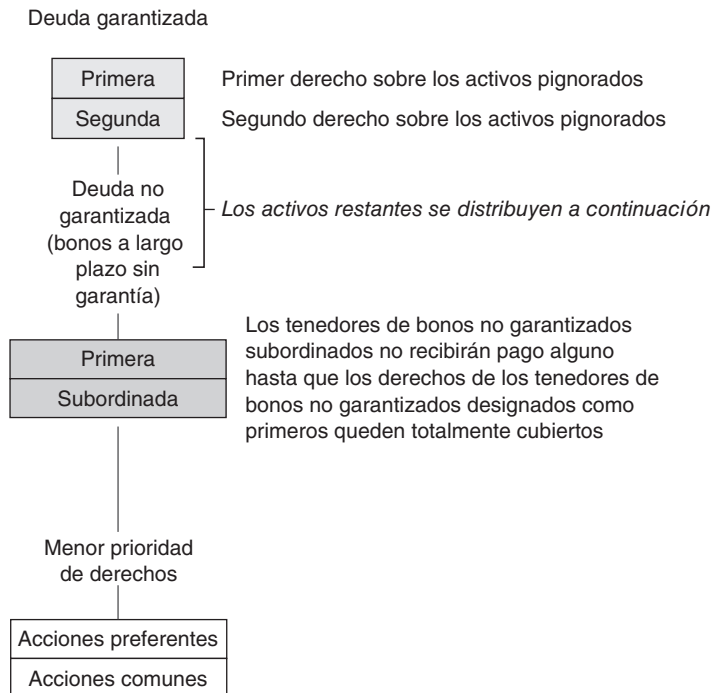 Deuda garantizada
Primera
Primer derecho sobre los activos pignorados
Segunda
Segundo derecho sobre los activos pignorados
Deuda no
garantizada
(bonos a largo
plazo sin
garantía)
Los activos restantes se distribuyen a continuación
Primera
Subordinada
Los tenedores de bonos no garantizados
subordinados no recibirán pago alguno
hasta que los derechos de los tenedores de
bonos no garantizados designados como
primeros queden totalmente cubiertos
Menor prioridad
de derechos
Acciones preferentes
Acciones comunes